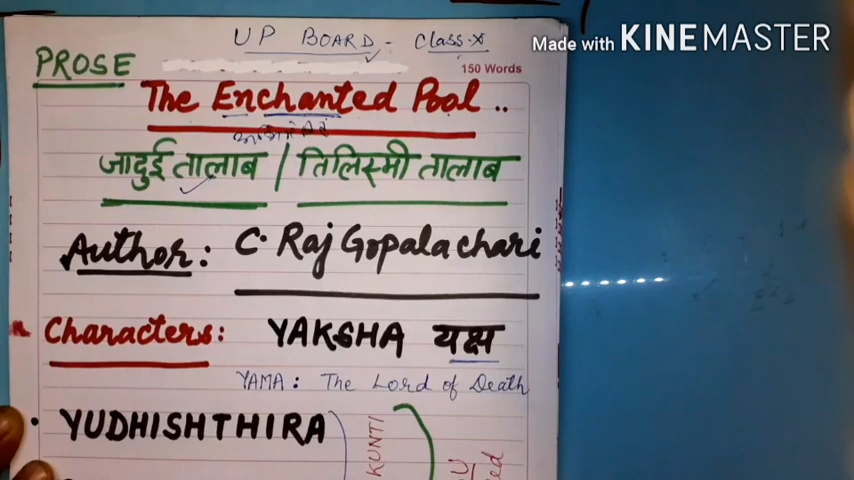 UP BOARD - Class-X
Made with KINEMASTER
PROSE
150 Words
The Enchanted Pool ..
जादुई तालाब / तिलिस्मी तालाब
Author: C. Raj Gopalachari
Characters: YAKSHA यक्ष
YAMA: The Lord of Death
• YUDHISHTHIRA
KUNTI